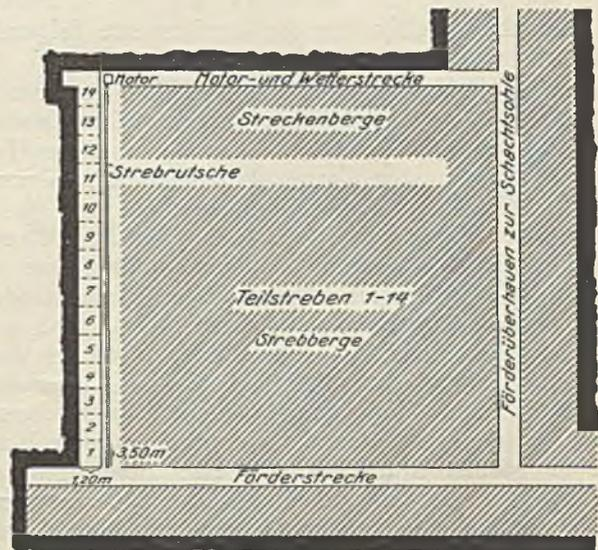 Motor Motor-und Wetterstrecke
14
13
Streckenberge
12
11
Strebrutsche
10
9
8
7
Teilstreben 1-14
6
5
Strebberge
4
3
2
1
3,50m
1,20m
Förderstrecke
Förderüberhauen zur Schachtsohle